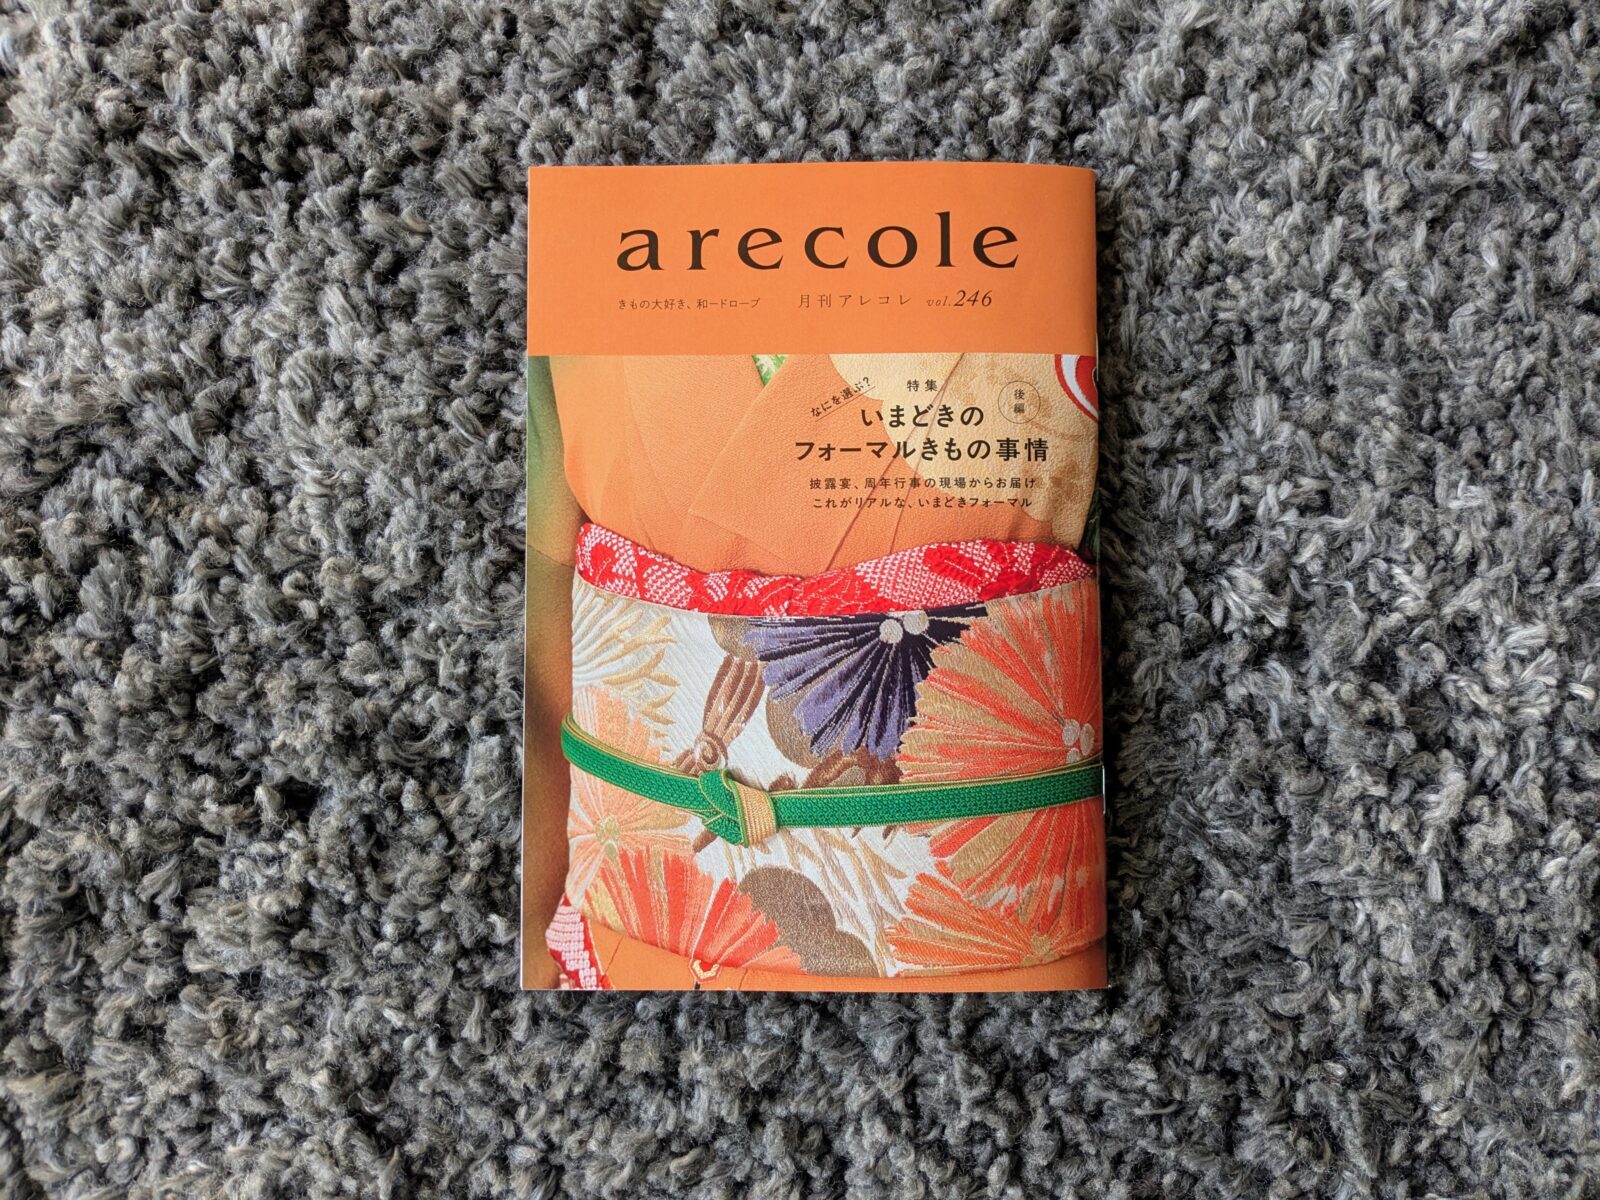 arecole
きもの大好き、和ードローブ 月刊アレコレ vol.246
なにを選ぶ?
特集
後編
いまどきの
フォーマルきもの事情
披露宴、周年行事の現場からお届け
これがリアルな、いまどきフォーマル